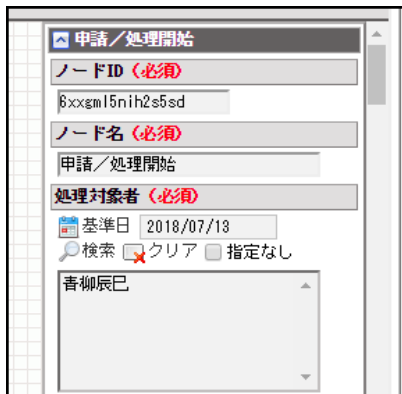 申請／処理開始
ノードID（必須）
6xxgml5nih2s5sd
ノード名（必須）
申請／処理開始
処理対象者（必須）
基準日 2018/07/13
検索 クリア 指定なし
青柳辰巳